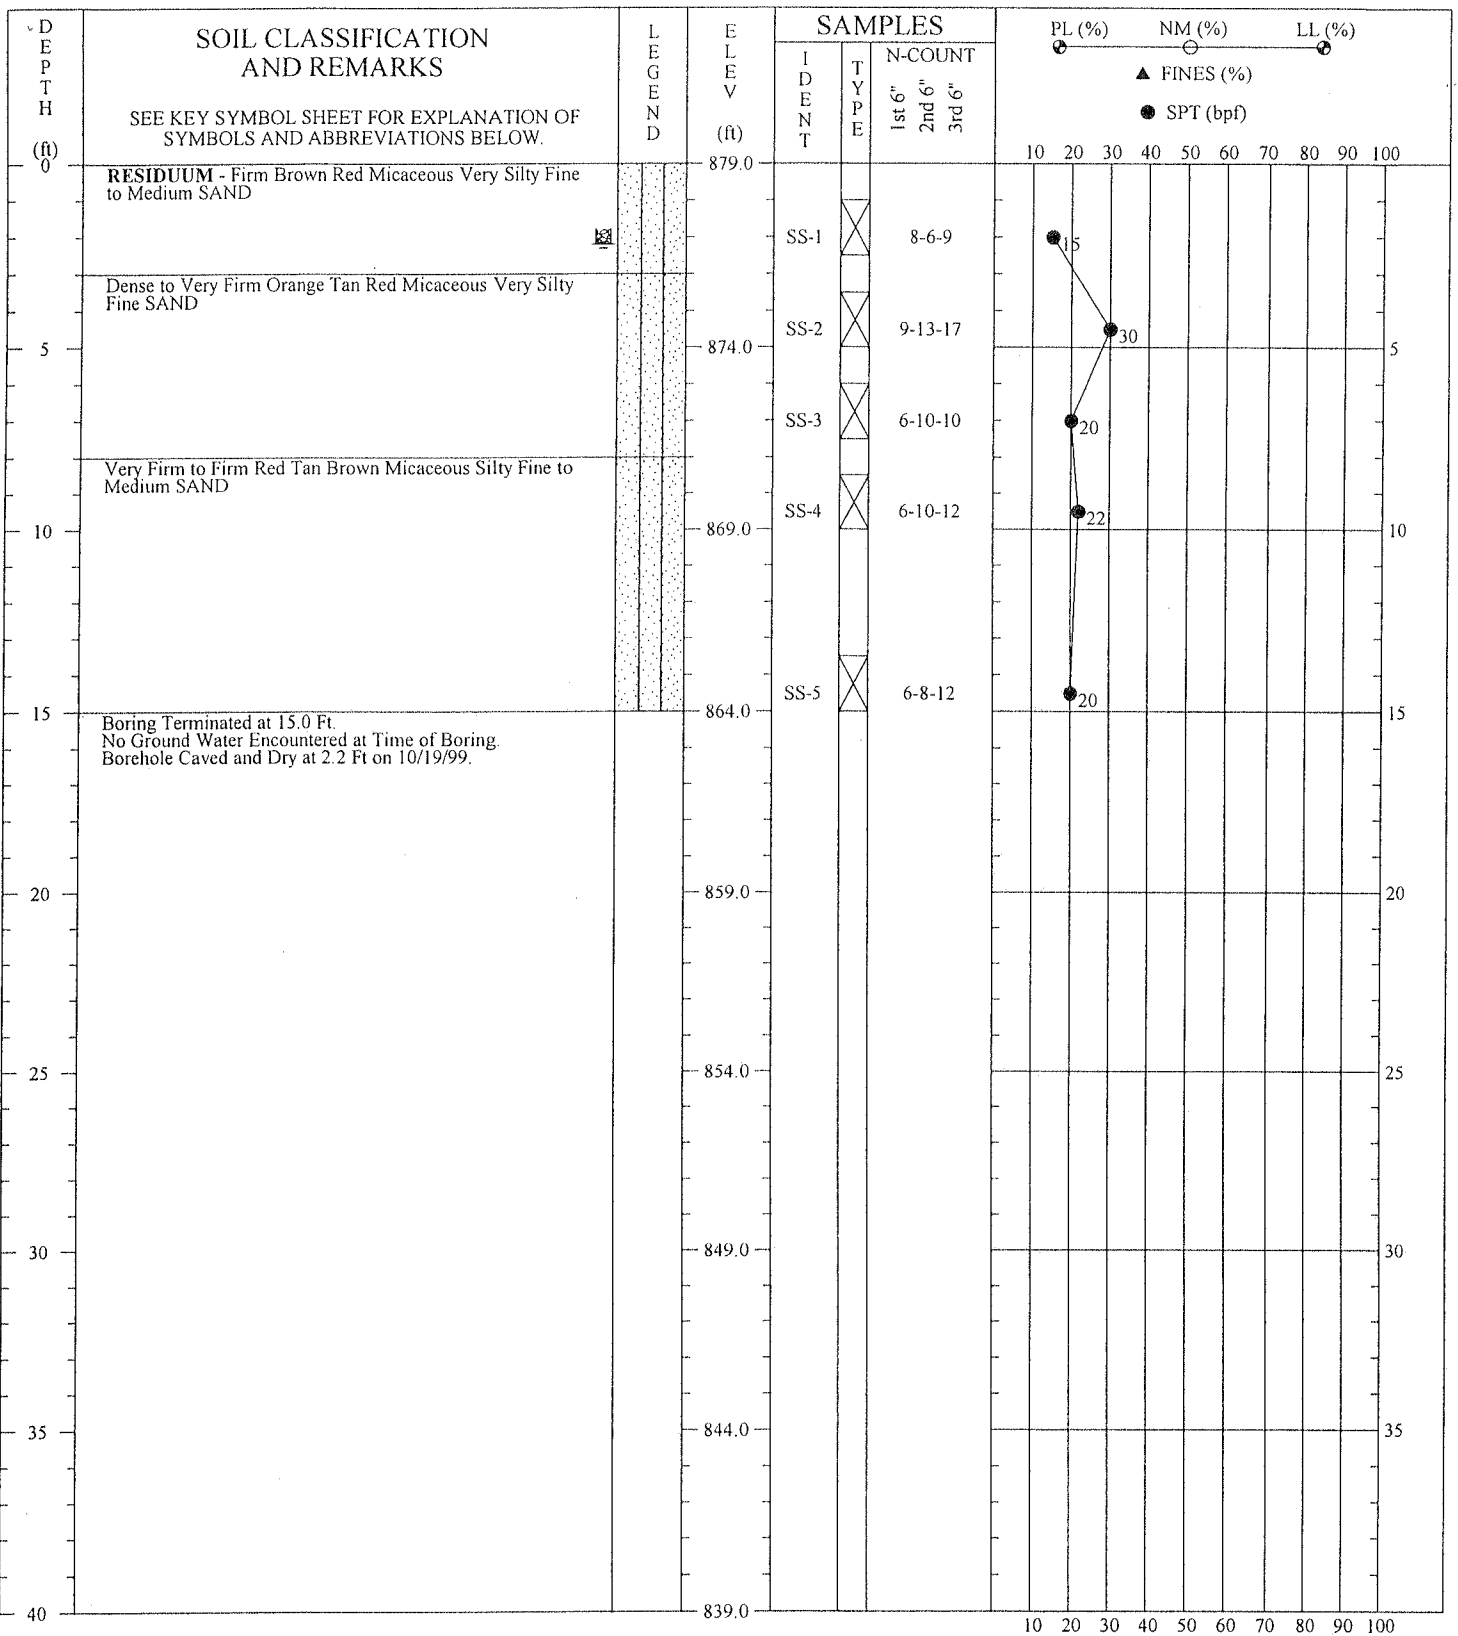 DEPTH (ft)
SOIL CLASSIFICATION
AND REMARKS
SEE KEY SYMBOL SHEET FOR EXPLANATION OF
SYMBOLS AND ABBREVIATIONS BELOW.
LEGEND
ELEV (ft)
SAMPLES
IDENT
TYPE
N-COUNT
1st 6"
2nd 6"
3rd 6"
PL (%) NM (%) LL (%)
▲ FINES (%)
● SPT (bpf)
10 20 30 40 50 60 70 80 90 100
0 879.0
RESIDUUM - Firm Brown Red Micaceous Very Silty Fine
to Medium SAND
SS-1 8-6-9 15
Dense to Very Firm Orange Tan Red Micaceous Very Silty
Fine SAND
SS-2 9-13-17 30
5 874.0 5
SS-3 6-10-10 20
Very Firm to Firm Red Tan Brown Micaceous Silty Fine to
Medium SAND
SS-4 6-10-12 22
10 869.0 10
SS-5 6-8-12 20
15 864.0 15
Boring Terminated at 15.0 Ft.
No Ground Water Encountered at Time of Boring.
Borehole Caved and Dry at 2.2 Ft on 10/19/99.
20 859.0 20
25 854.0 25
30 849.0 30
35 844.0 35
40 839.0
10 20 30 40 50 60 70 80 90 100